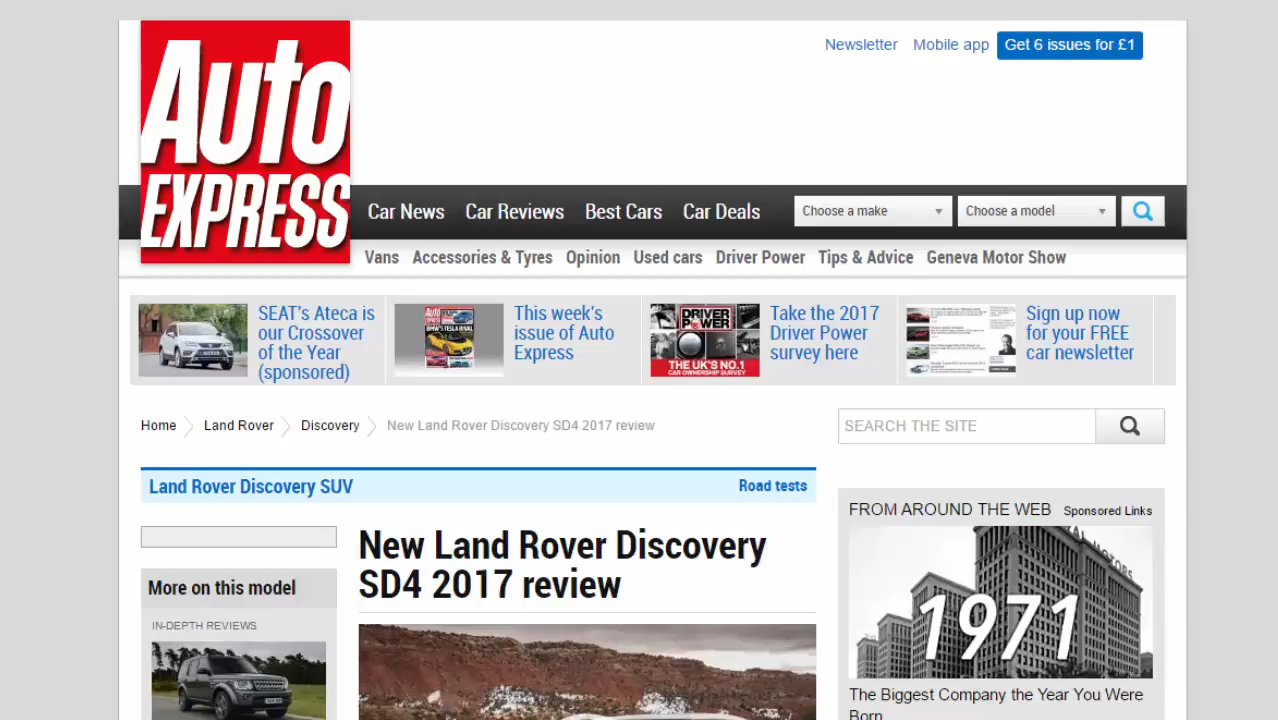 Newsletter Mobile app Get 6 issues for £1
Auto
EXPRESS
Car News Car Reviews Best Cars Car Deals Choose a make Choose a model
Vans Accessories & Tyres Opinion Used cars Driver Power Tips & Advice Geneva Motor Show
SEAT's Ateca is
our Crossover
of the Year
(sponsored)
This week's
issue of Auto
Express
DRIVER
POWER
THE UK'S NO.1
CAR OWNERSHIP SURVEY
Take the 2017
Driver Power
survey here
Sign up now
for your FREE
car newsletter
Home Land Rover Discovery New Land Rover Discovery SD4 2017 review
SEARCH THE SITE
Land Rover Discovery SUV Road tests
New Land Rover Discovery
SD4 2017 review
More on this model
IN-DEPTH REVIEWS
FROM AROUND THE WEB Sponsored Links
1971
The Biggest Company the Year You Were
Born